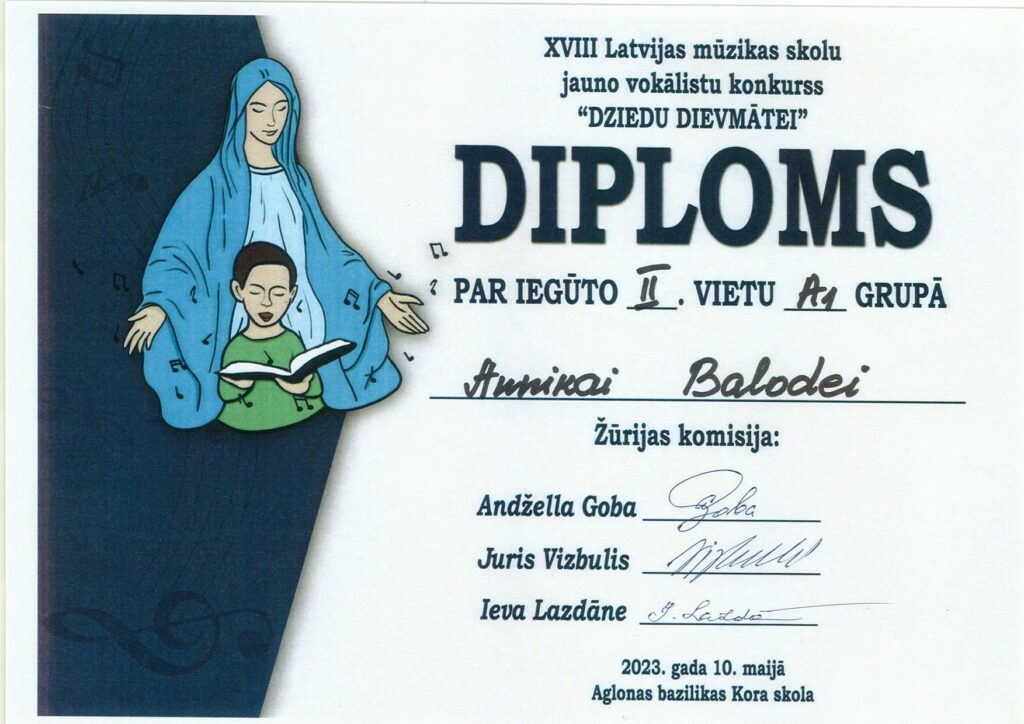 XVIII Latvijas mūzikas skolu
jauno vokālistu konkurss
“DZIEDU DIEVMĀTEI”
DIPLOMS
PAR IEGŪTO II. VIETU A1 GRUPĀ
Annikai Balodei
Žūrijas komisija:
Andžella Goba
Juris Vizbulis
Ieva Lazdāne
2023. gada 10. maijā
Aglonas bazilikas Kora skola